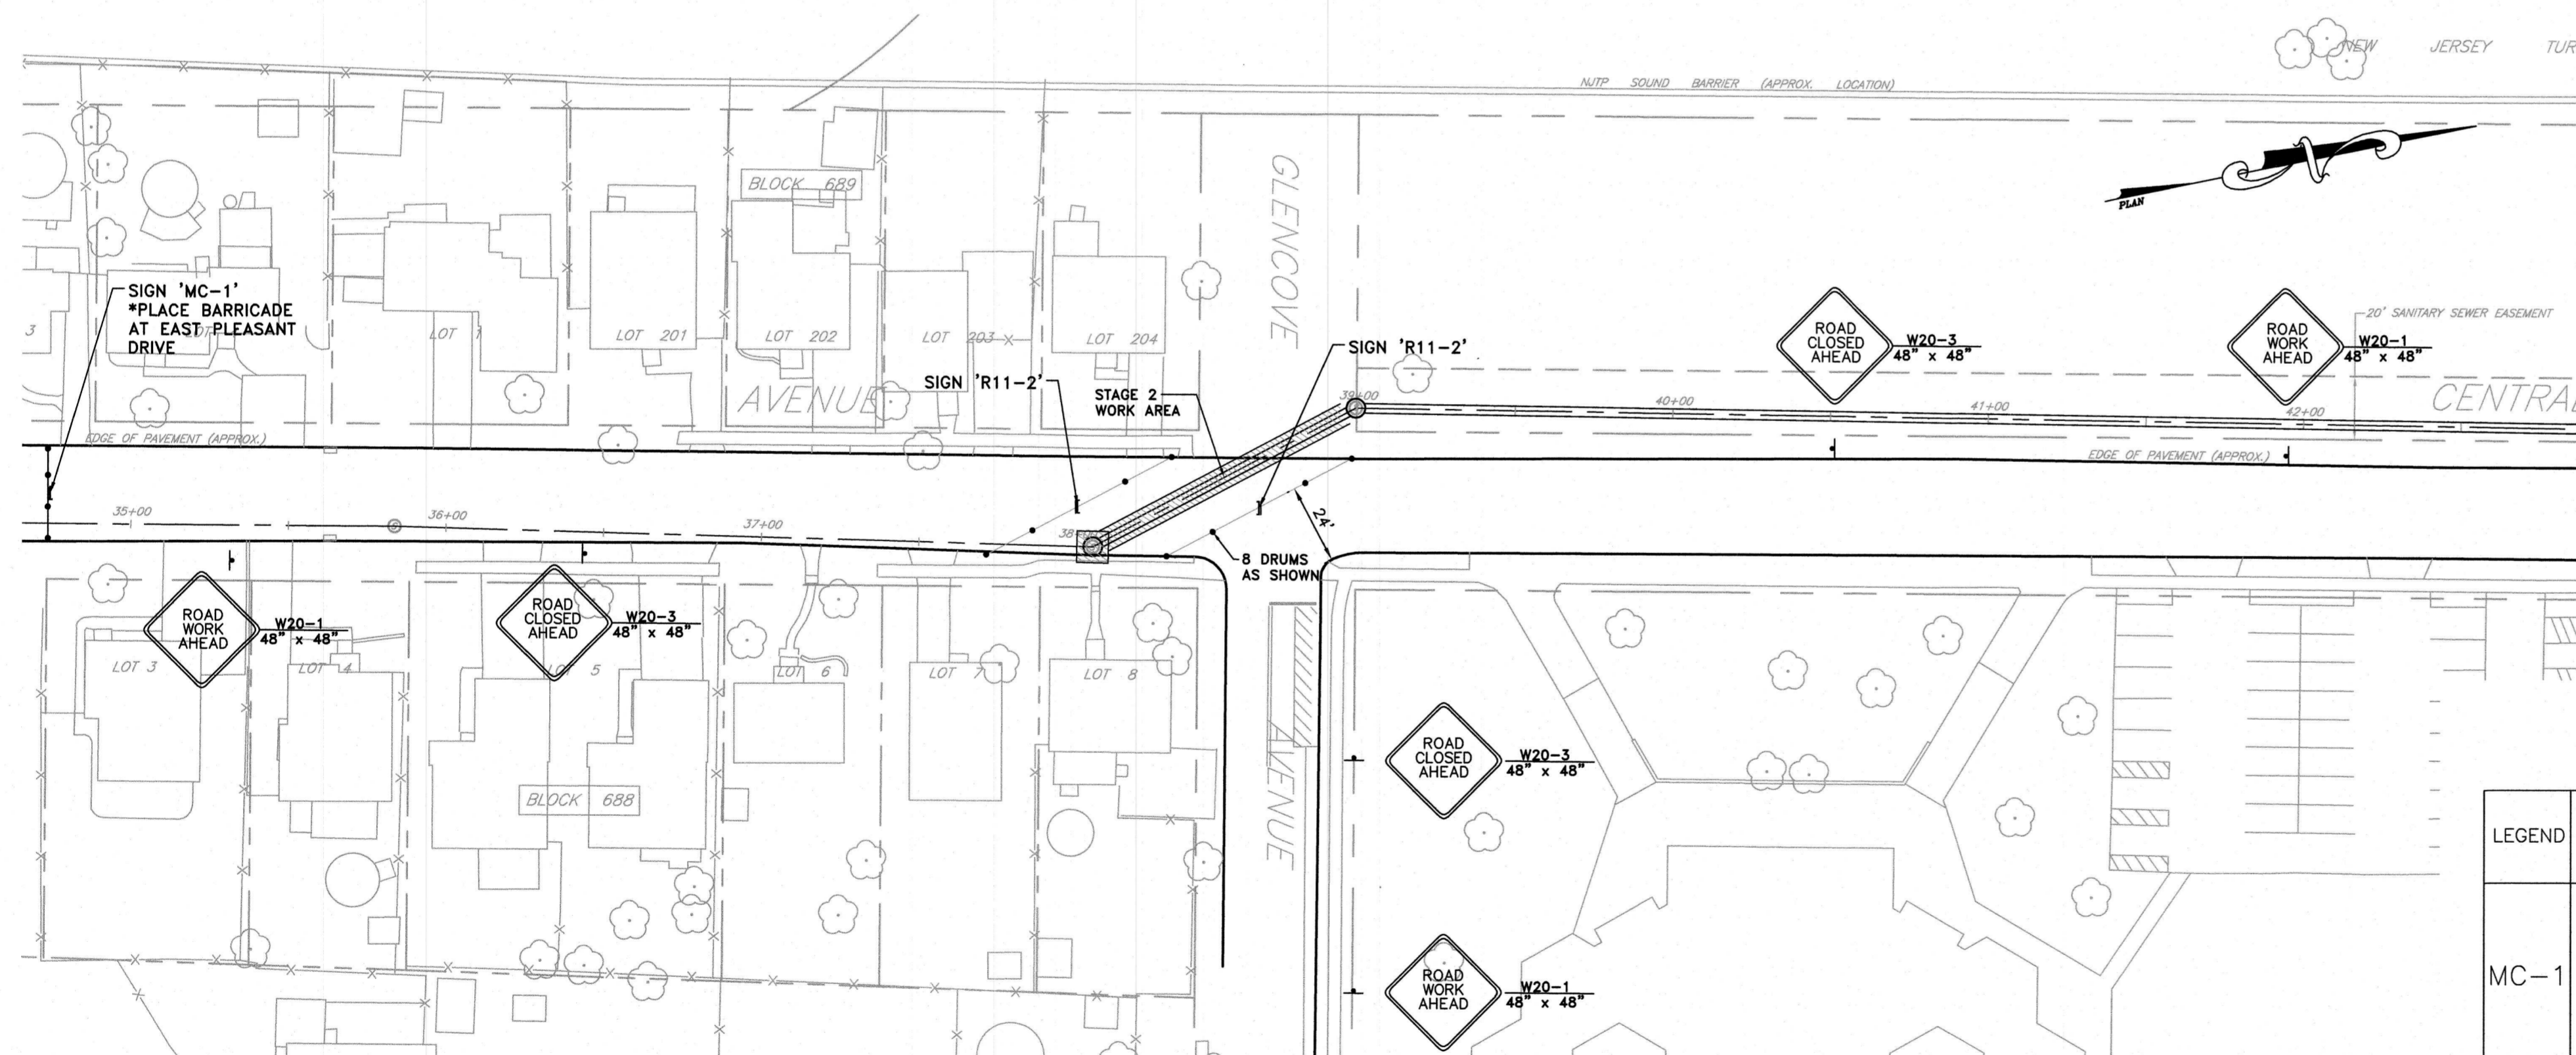 NEW JERSEY TUR
NJTP SOUND BARRIER (APPROX. LOCATION)
PLAN
BLOCK 689
GLENCOVE
SIGN 'MC-1'
*PLACE BARRICADE
AT EAST PLEASANT
DRIVE
3
LOT
LOT 1
LOT 201
LOT 202
LOT 203
LOT 204
SIGN 'R11-2'
SIGN 'R11-2'
STAGE 2
WORK AREA
AVENUE
ROAD
CLOSED
AHEAD
W20-3
48" x 48"
ROAD
WORK
AHEAD
W20-1
48" x 48"
20' SANITARY SEWER EASEMENT
CENTRAL
39+00
40+00
41+00
42+00
EDGE OF PAVEMENT (APPROX.)
EDGE OF PAVEMENT (APPROX.)
35+00
36+00
S
37+00
38+
24'
8 DRUMS
AS SHOWN
ROAD
WORK
AHEAD
W20-1
48" x 48"
ROAD
CLOSED
AHEAD
W20-3
48" x 48"
LOT 3
LOT 4
LOT 5
LOT 6
LOT 7
LOT 8
BLOCK 688
AVENUE
ROAD
CLOSED
AHEAD
W20-3
48" x 48"
ROAD
WORK
AHEAD
W20-1
48" x 48"
LEGEND
MC-1